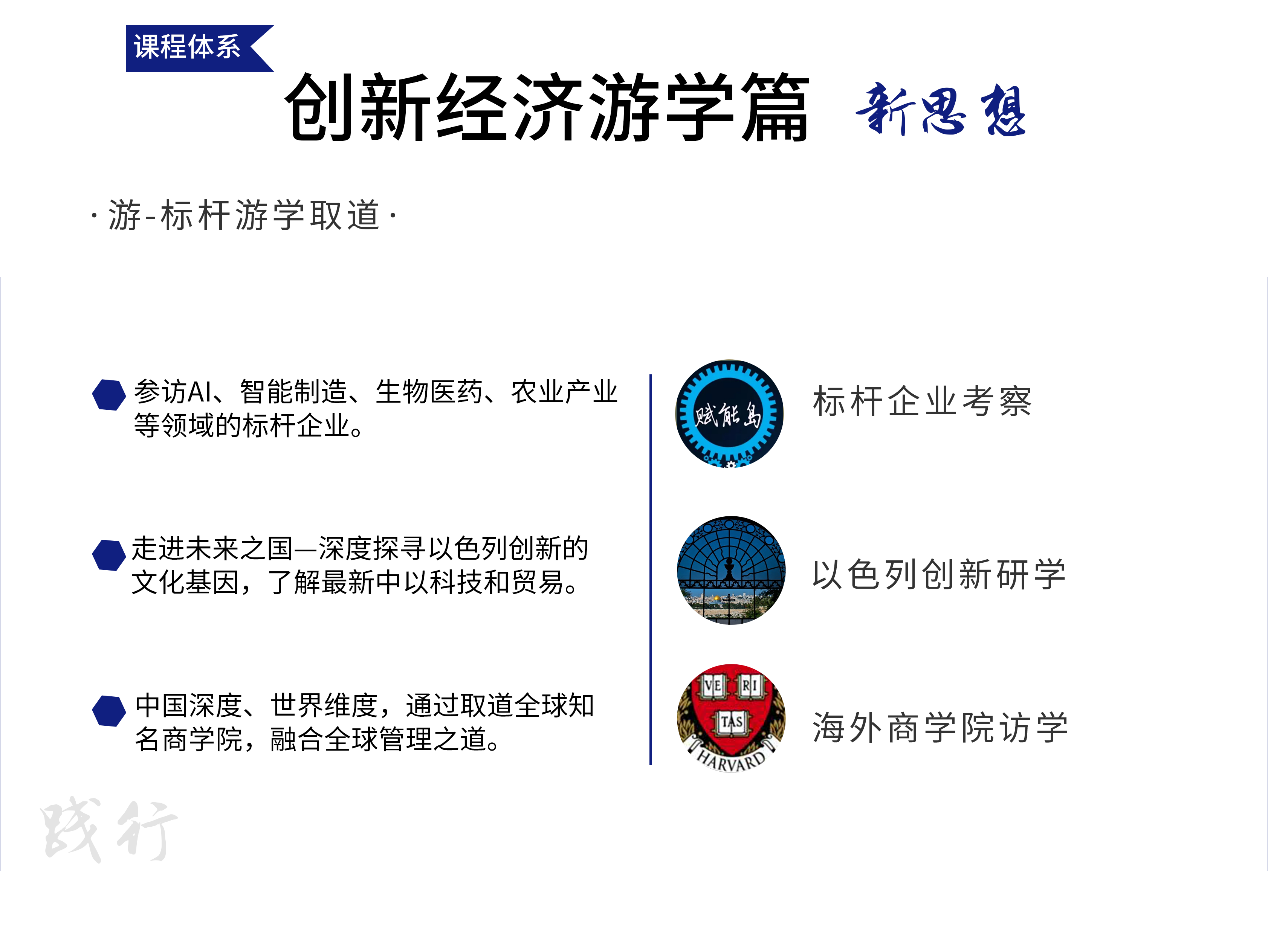 课程体系
创新经济游学篇 新思想
·游-标杆游学取道·
参访AI、智能制造、生物医药、农业产业
等领域的标杆企业。
赋能岛
标杆企业考察
走进未来之国—深度探寻以色列创新的
文化基因，了解最新中以科技和贸易。
以色列创新研学
中国深度、世界维度，通过取道全球知
名商学院，融合全球管理之道。
VE RI
TAS
HARVARD
海外商学院访学
践行